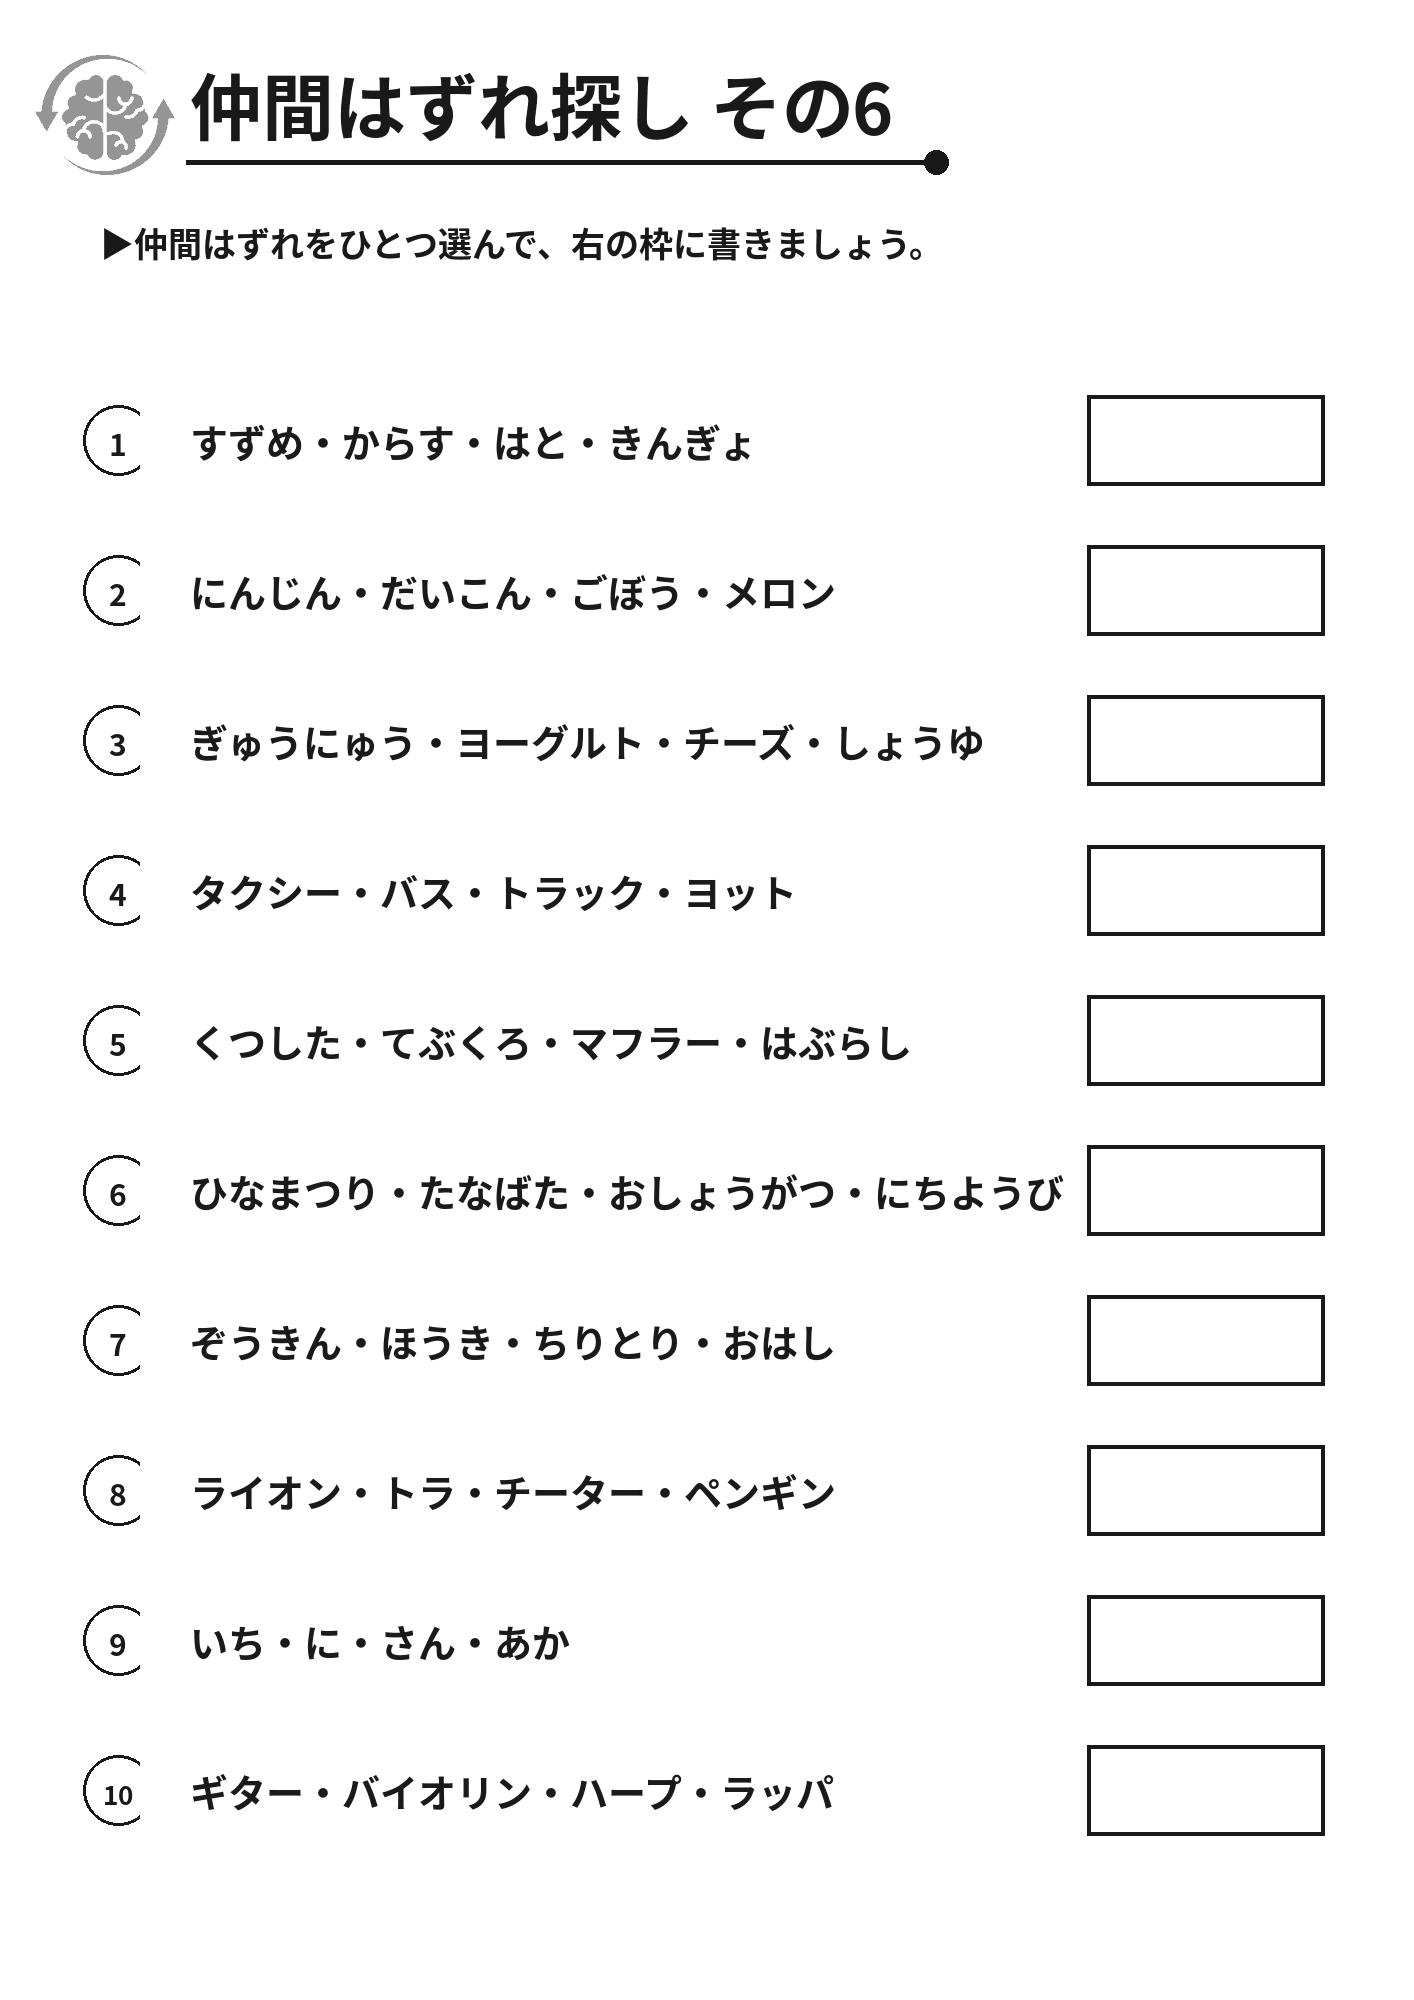 仲間はずれ探し その6
▶仲間はずれをひとつ選んで、右の枠に書きましょう。
1 すずめ・からす・はと・きんぎょ
2 にんじん・だいこん・ごぼう・メロン
3 ぎゅうにゅう・ヨーグルト・チーズ・しょうゆ
4 タクシー・バス・トラック・ヨット
5 くつした・てぶくろ・マフラー・はぶらし
6 ひなまつり・たなばた・おしょうがつ・にちようび
7 ぞうきん・ほうき・ちりとり・おはし
8 ライオン・トラ・チーター・ペンギン
9 いち・に・さん・あか
10 ギター・バイオリン・ハープ・ラッパ